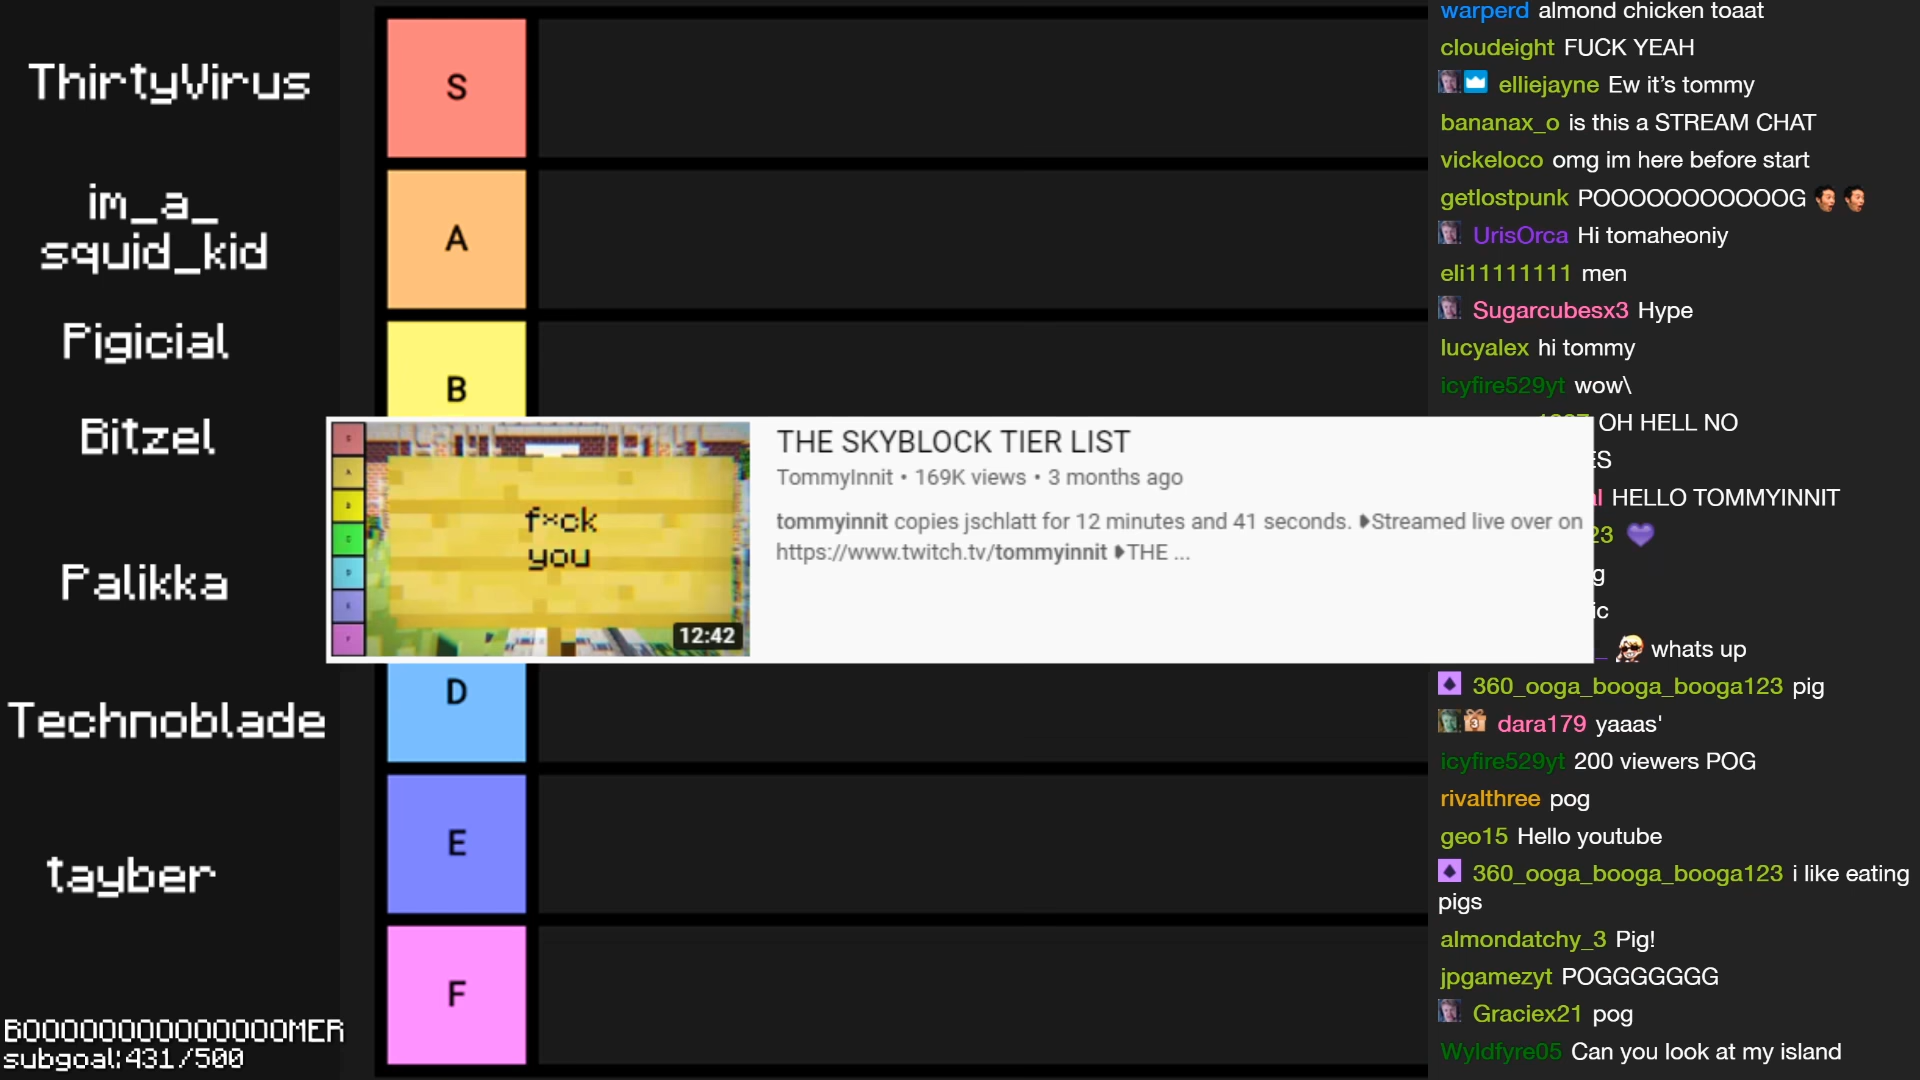 ThirtyVirus
im_a_
squid_kid
Pigicial
Bitzel
Palikka
Technoblade
tayber
BOOOOOOOOOOOOOOOMER
subgoal:431/500
S
A
B
D
E
F
f×ck
you
12:42
THE SKYBLOCK TIER LIST
TommyInnit • 169K views • 3 months ago
tommyinnit copies jschlatt for 12 minutes and 41 seconds. ➧Streamed live over on
https://www.twitch.tv/tommyinnit ➧THE ...
warperd almond chicken toaat
cloudeight FUCK YEAH
elliejayne Ew it’s tommy
bananax_o is this a STREAM CHAT
vickeloco omg im here before start
getlostpunk POOOOOOOOOOOG
UrisOrca Hi tomaheoniy
eli11111111 men
Sugarcubesx3 Hype
lucyalex hi tommy
icyfire529yt wow\
OH HELL NO
ES
HELLO TOMMYINNIT
23
g
ic
whats up
360_ooga_booga_booga123 pig
dara179 yaaas'
icyfire529yt 200 viewers POG
rivalthree pog
geo15 Hello youtube
360_ooga_booga_booga123 i like eating
pigs
almondatchy_3 Pig!
jpgamezyt POGGGGGGG
Graciex21 pog
Wyldfyre05 Can you look at my island